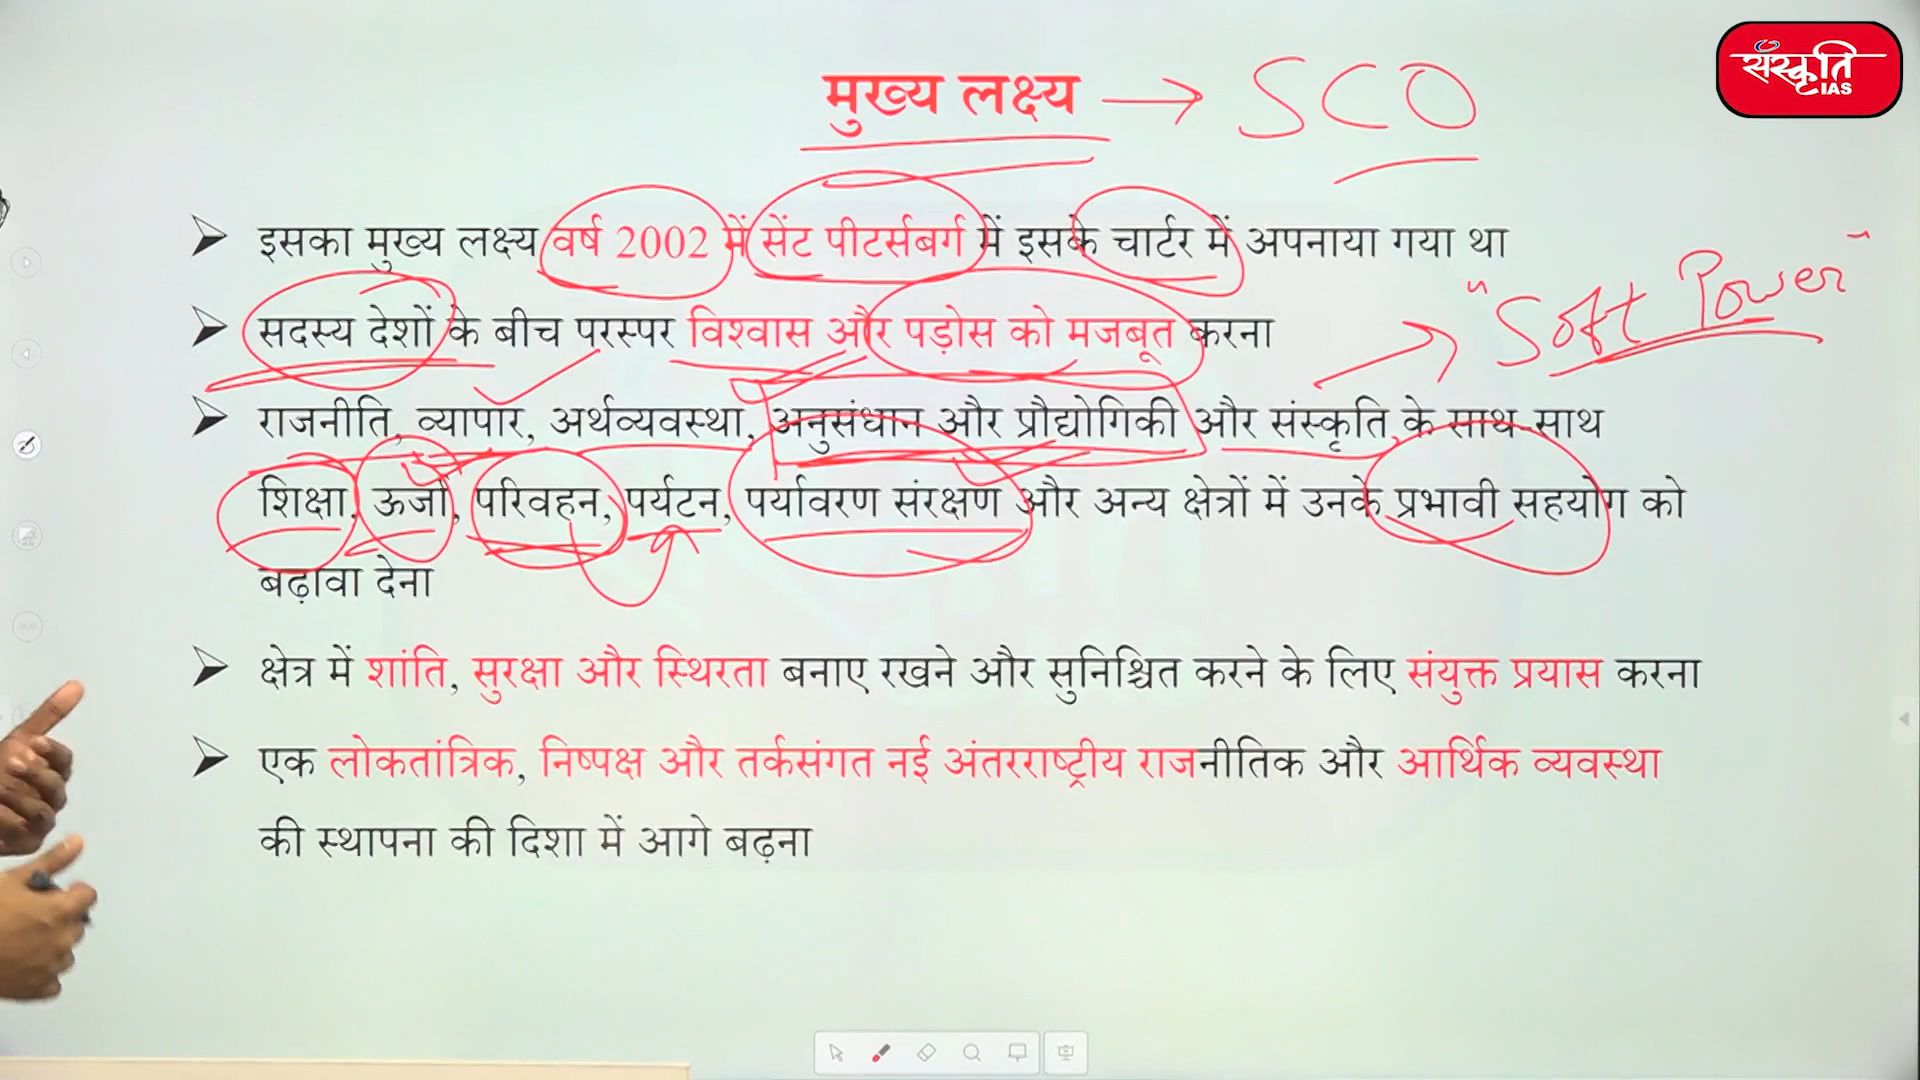 मुख्य लक्ष्य → SCO
संस्कृति
IAS
➢ इसका मुख्य लक्ष्य वर्ष 2002 में सेंट पीटर्सबर्ग में इसके चार्टर में अपनाया गया था
"Soft Power"
➢ सदस्य देशों के बीच परस्पर विश्वास और पड़ोस को मजबूत करना
➢ राजनीति, व्यापार, अर्थव्यवस्था, अनुसंधान और प्रौद्योगिकी और संस्कृति के साथ-साथ
शिक्षा, ऊर्जा, परिवहन, पर्यटन, पर्यावरण संरक्षण और अन्य क्षेत्रों में उनके प्रभावी सहयोग को
बढ़ावा देना
➢ क्षेत्र में शांति, सुरक्षा और स्थिरता बनाए रखने और सुनिश्चित करने के लिए संयुक्त प्रयास करना
➢ एक लोकतांत्रिक, निष्पक्ष और तर्कसंगत नई अंतरराष्ट्रीय राजनीतिक और आर्थिक व्यवस्था
की स्थापना की दिशा में आगे बढ़ना